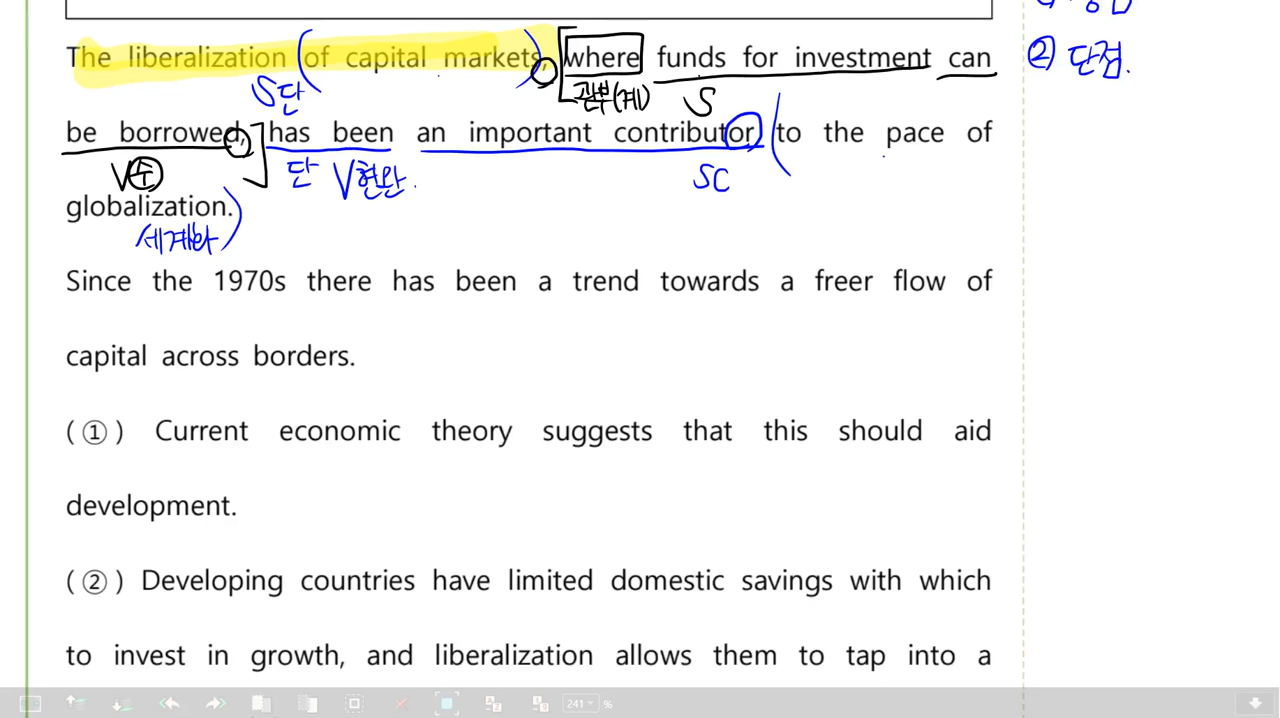 The liberalization of capital markets, where funds for investment can
② 단점.
S단
관부(계)
S
be borrowed, has been an important contributor to the pace of
V㊌
단 V현완.
SC
globalization.
세계화
Since the 1970s there has been a trend towards a freer flow of
capital across borders.
( ① ) Current economic theory suggests that this should aid
development.
( ② ) Developing countries have limited domestic savings with which
to invest in growth, and liberalization allows them to tap into a
241 %